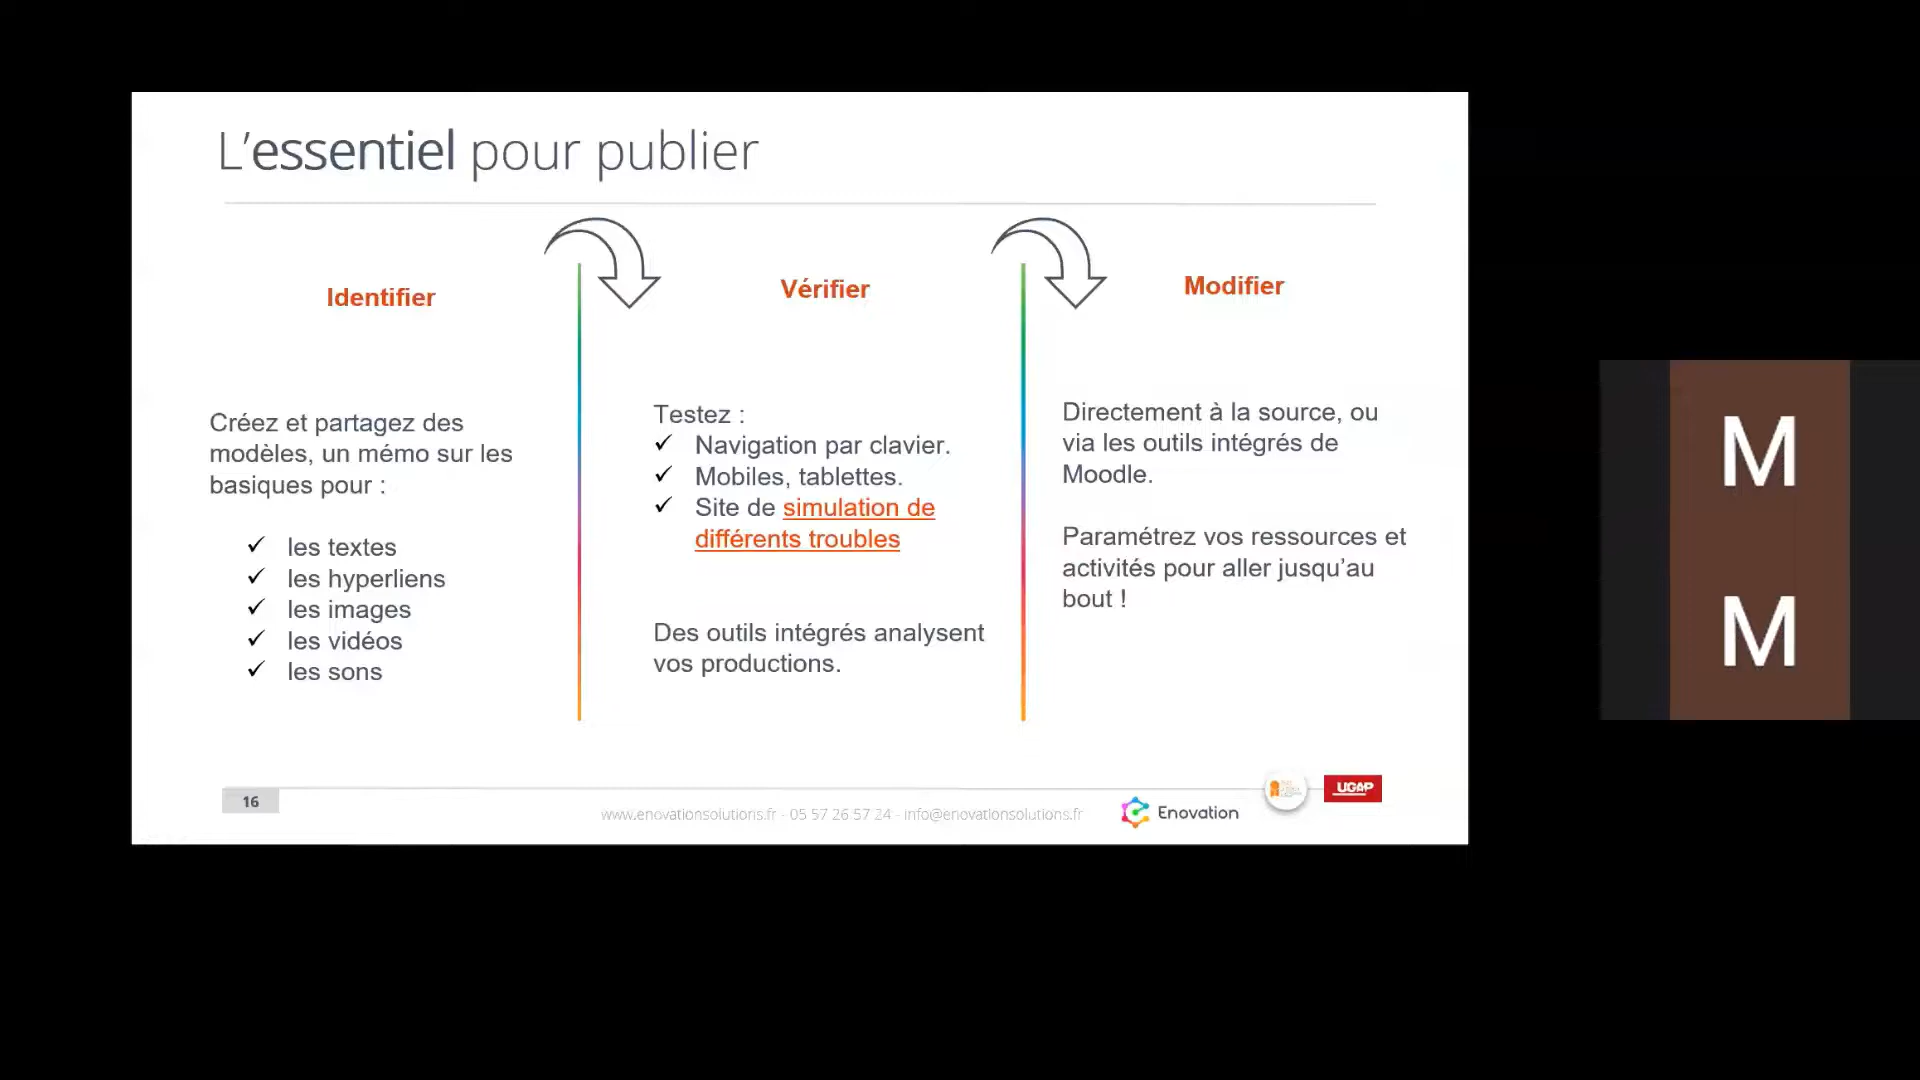 L’essentiel pour publier
Identifier
Créez et partagez des
modèles, un mémo sur les
basiques pour :
✓ les textes
✓ les hyperliens
✓ les images
✓ les vidéos
✓ les sons
Vérifier
Testez :
✓ Navigation par clavier.
✓ Mobiles, tablettes.
✓ Site de simulation de
différents troubles
Des outils intégrés analysent
vos productions.
Modifier
Directement à la source, ou
via les outils intégrés de
Moodle.
Paramétrez vos ressources et
activités pour aller jusqu’au
bout !
16
www.enovationsolutions.fr - 05 57 26 57 24 - info@enovationsolutions.fr
Enovation
UGAP
M
M